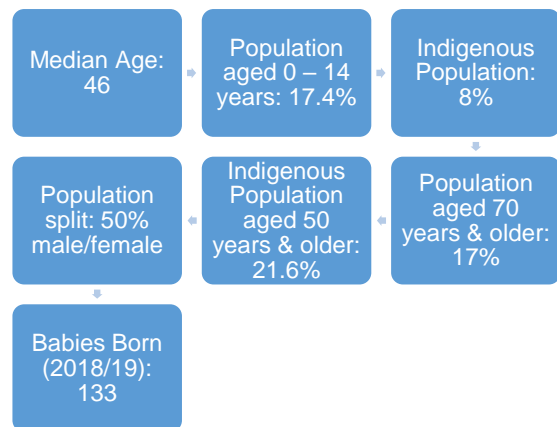 Median Age:
46
Population
aged 0 – 14
years: 17.4%
Indigenous
Population:
8%
Population
aged 70
years & older:
17%
Indigenous
Population
aged 50
years & older:
21.6%
Population
split: 50%
male/female
Babies Born
(2018/19):
133